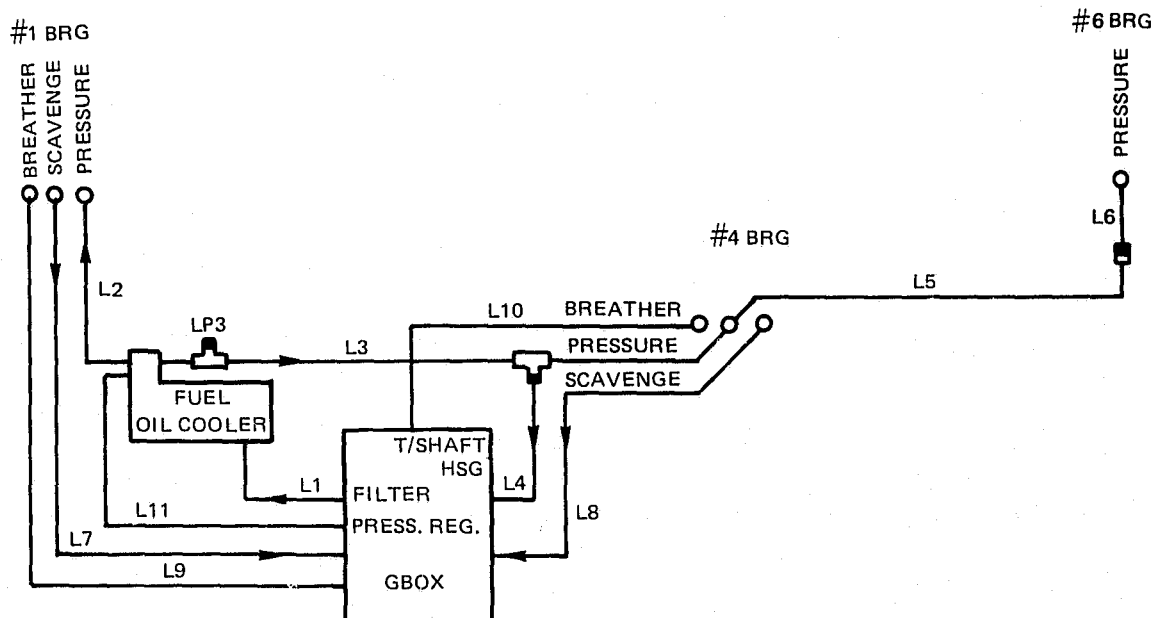 #1 BRG
#6 BRG
BREATHER
SCAVENGE
PRESSURE
PRESSURE
L6
#4 BRG
L5
L2
LP3
L10
BREATHER
L3
PRESSURE
SCAVENGE
FUEL
OIL COOLER
T/SHAFT
HSG
L1
FILTER
L4
L11
PRESS. REG.
L8
L7
L9
GBOX